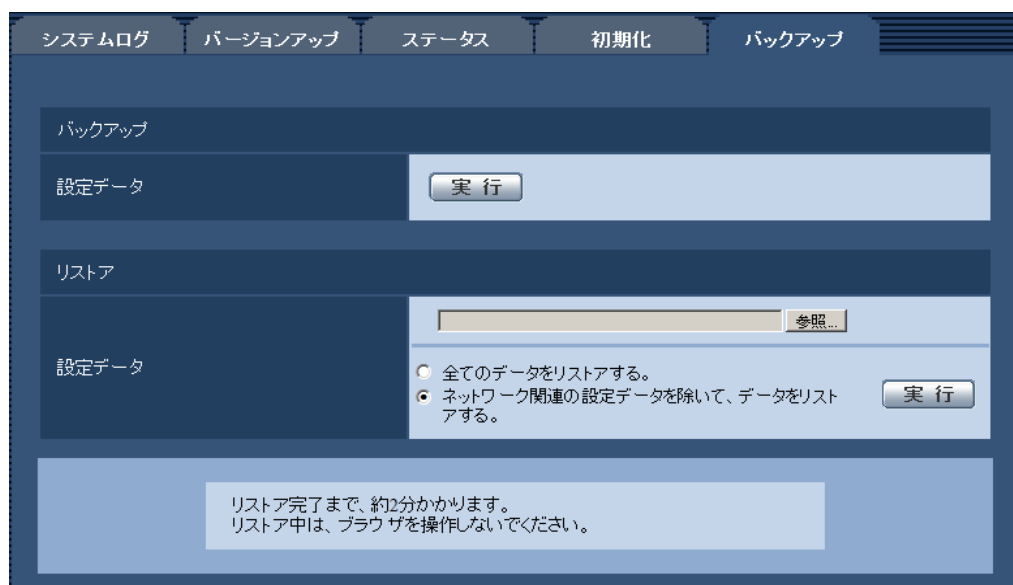 システムログ バージョンアップ ステータス 初期化 バックアップ
バックアップ
設定データ 実行
リストア
参照...
設定データ
全てのデータをリストアする。
ネットワーク関連の設定データを除いて、データをリスト
アする。
実行
リストア完了まで、約2分かかります。
リストア中は、ブラウザを操作しないでください。